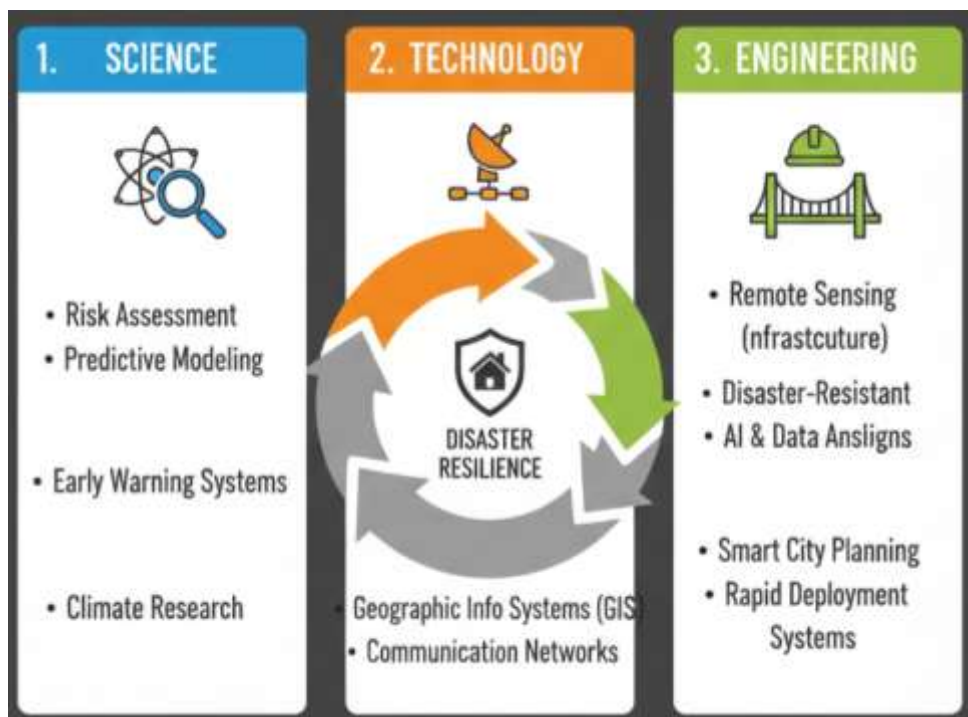 1. SCIENCE
• Risk Assessment
• Predictive Modeling
• Early Warning Systems
• Climate Research
2. TECHNOLOGY
DISASTER
RESILIENCE
• Geographic Info Systems (GIS)
• Communication Networks
3. ENGINEERING
• Remote Sensing
(nfrastcuture)
• Disaster-Resistant
• AI & Data Ansligns
• Smart City Planning
• Rapid Deployment
Systems